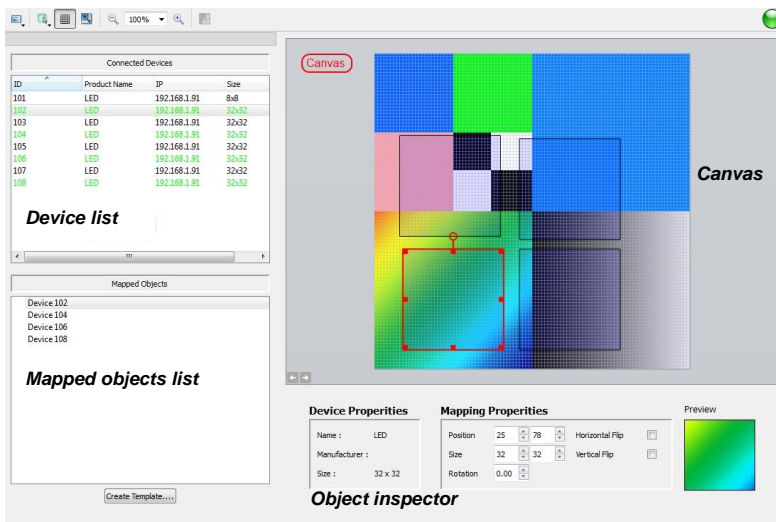 100%
Connected Devices
ID Product Name IP Size
101 LED 192.168.1.91 8x8
102 LED 192.168.1.91 32x32
103 LED 192.168.1.91 32x32
104 LED 192.168.1.91 32x32
105 LED 192.168.1.91 32x32
106 LED 192.168.1.91 32x32
107 LED 192.168.1.91 32x32
108 LED 192.168.1.91 32x32
Device list
Mapped Objects
Device 102
Device 104
Device 106
Device 108
Mapped objects list
Create Template....
Canvas
Canvas
Device Properties
Name : LED
Manufacturer :
Size : 32 x 32
Mapping Properties
Position 25 78 Horizontal Flip
Size 32 32 Vertical Flip
Rotation 0.00
Preview
Object inspector